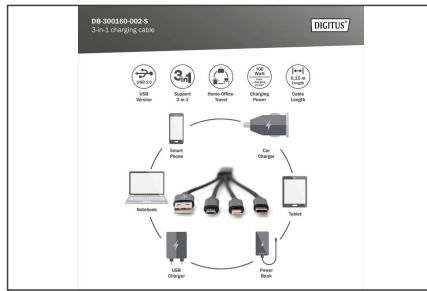 DB-300160-002-S
3-in-1 charging cable
DIGITUS®
USB 2.0
3in1
100
Watt
0.15 m
Length
USB
Version
Support
3 in 1
Home-Office-
Travel
Charging
Power
Cable
Length
Smart
Phone
Car
Charger
Notebook
Tablet
USB
Charger
Power
Bank